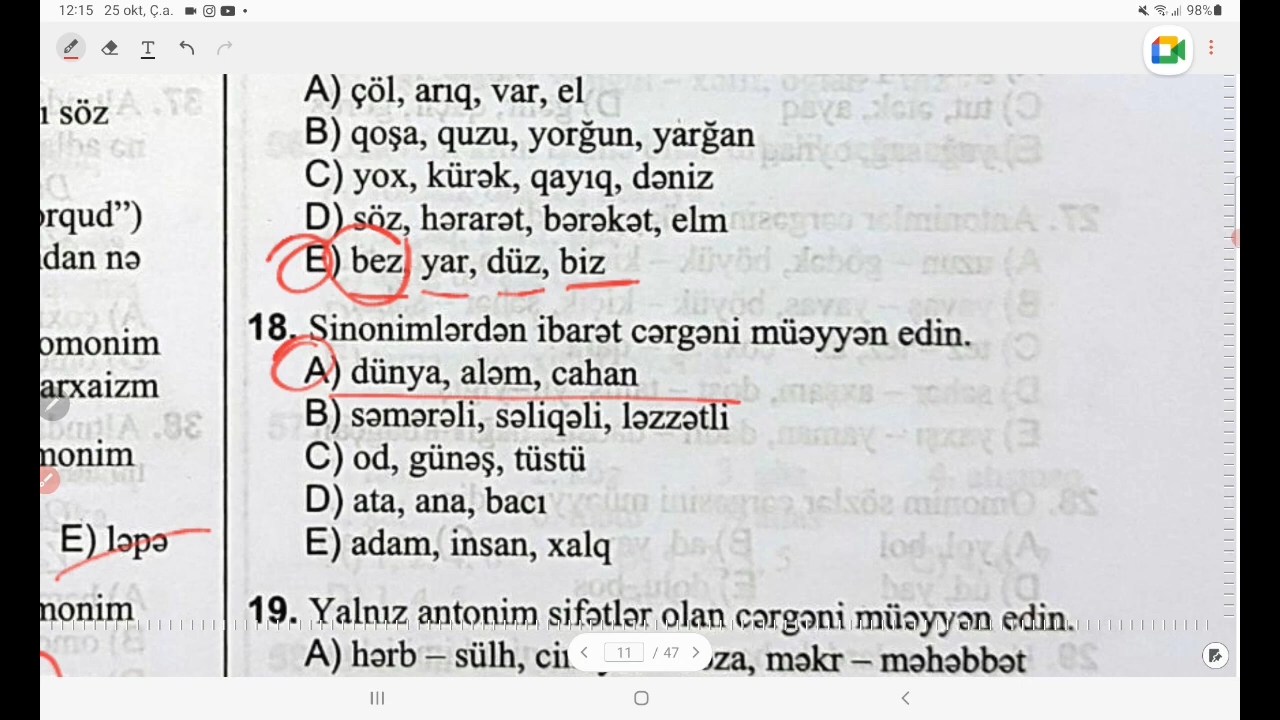 12:15 25 okt, Ç.a.
98%
T
ı söz
orqud”)
dan nə
omonim
arxaizm
monim
E) ləpə
monim
A) çöl, arıq, var, el
B) qoşa, quzu, yorğun, yarğan
C) yox, kürək, qayıq, dəniz
D) söz, hərarət, bərəkət, elm
E) bez, yar, düz, biz
18. Sinonimlərdən ibarət cərgəni müəyyən edin.
A) dünya, aləm, cahan
B) səmərəli, səliqəli, ləzzətli
C) od, günəş, tüstü
D) ata, ana, bacı
E) adam, insan, xalq
19. Yalnız antonim sifətlər olan cərgəni müəyyən edin.
A) hərb – sülh, məkr – məhəbbət
11 / 47